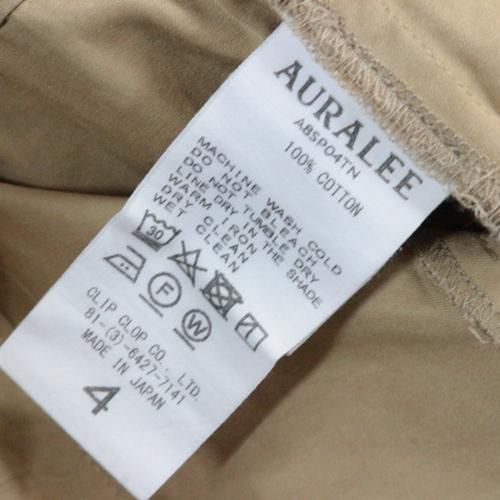 AURALEE
A8SP04TN
100% COTTON
MACHINE WASH COLD
DO NOT BLEACH
DO NOT TUMBLE DRY
LINE DRY IN THE SHADE
WARM IRON
DRY CLEAN
WET CLEAN
30
F
W
CLIP CLOP CO., LTD.
81-(3)-6427-7141
MADE IN JAPAN
4